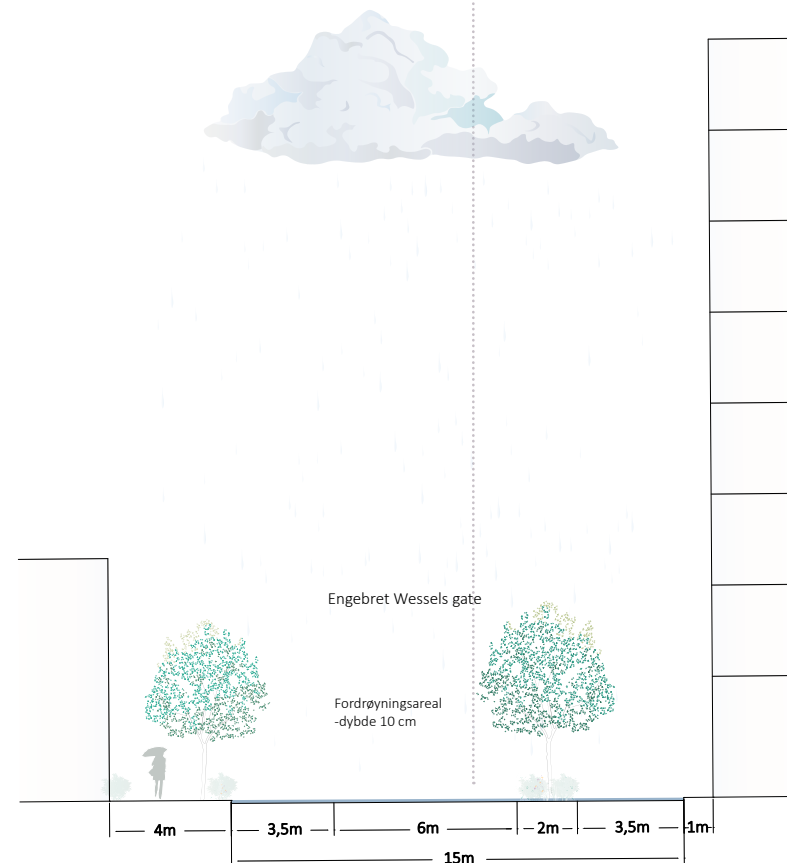 Engebret Wessels gate
Fordrøyningsareal
-dybde 10 cm
4m
3,5m
6m
2m
3,5m
1m
15m